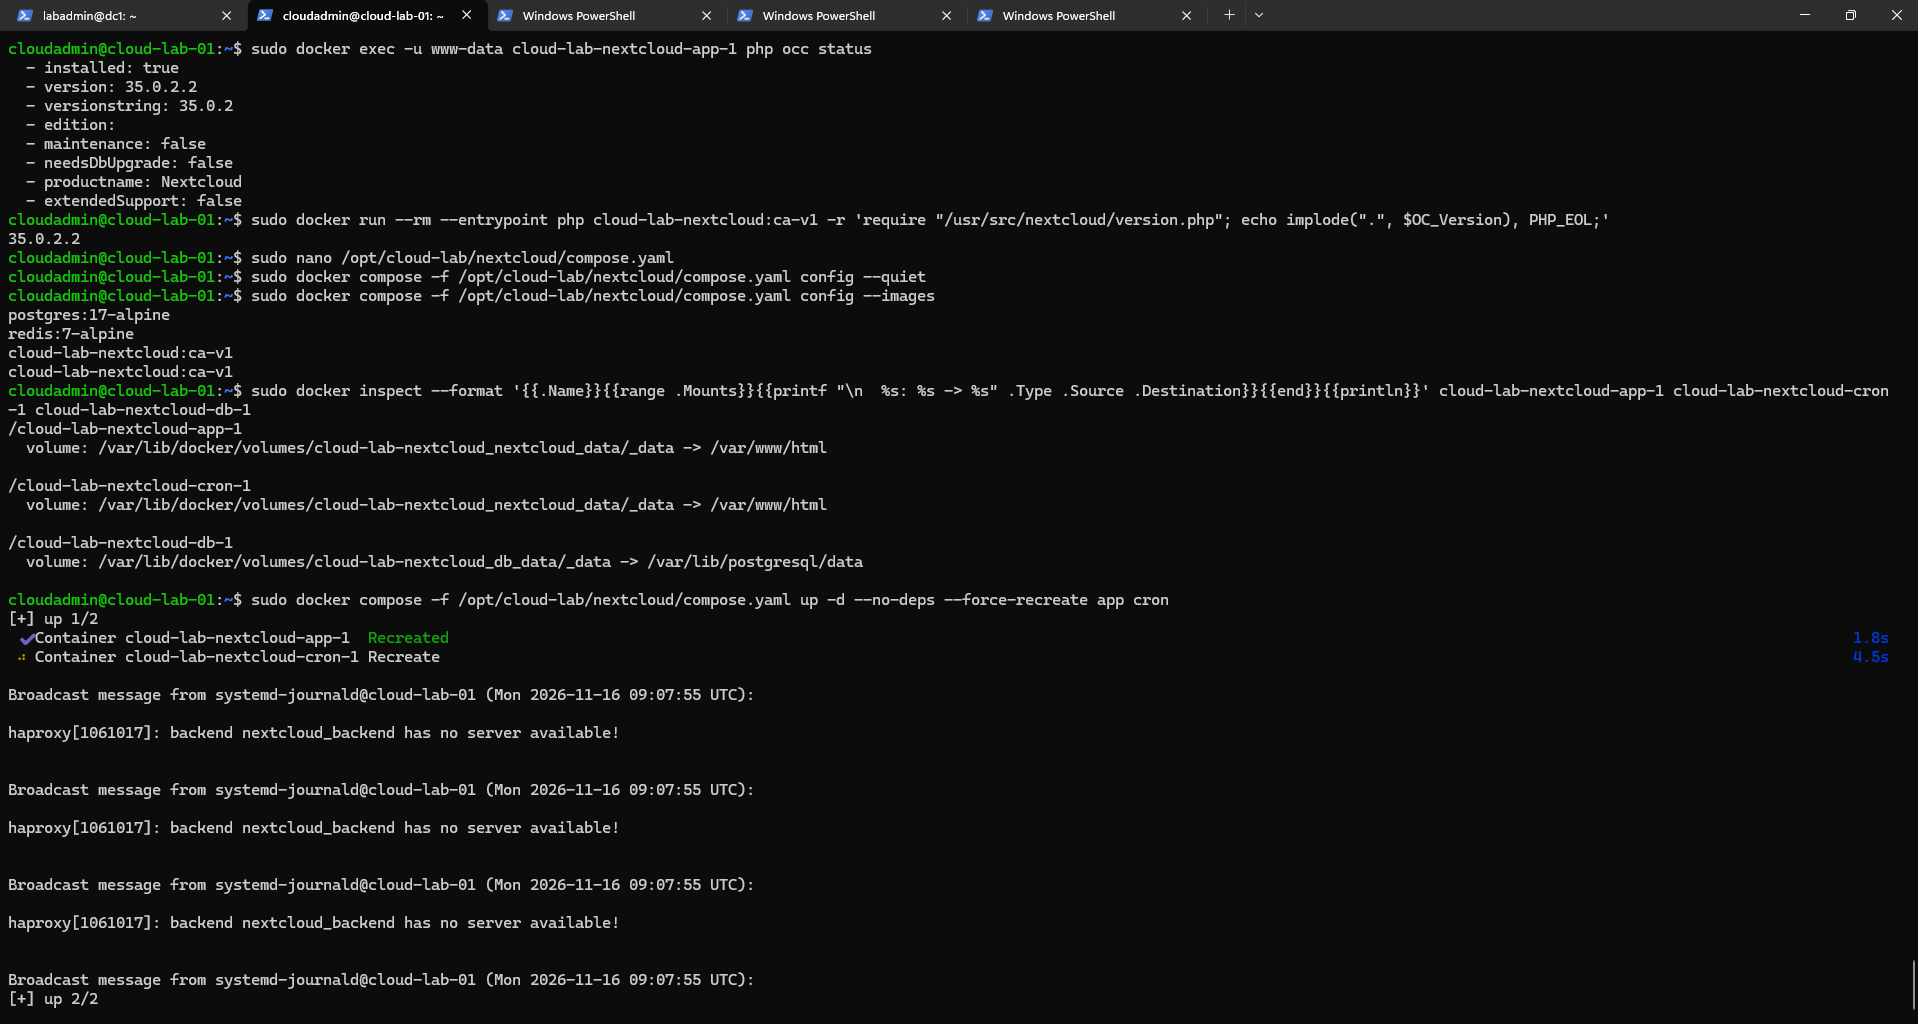 labadmin@dc1: ~
cloudadmin@cloud-lab-01: ~
Windows PowerShell
Windows PowerShell
Windows PowerShell
cloudadmin@cloud-lab-01:~$ sudo docker exec -u www-data cloud-lab-nextcloud-app-1 php occ status
  - installed: true
  - version: 35.0.2.2
  - versionstring: 35.0.2
  - edition:
  - maintenance: false
  - needsDbUpgrade: false
  - productname: Nextcloud
  - extendedSupport: false
cloudadmin@cloud-lab-01:~$ sudo docker run --rm --entrypoint php cloud-lab-nextcloud:ca-v1 -r 'require "/usr/src/nextcloud/version.php"; echo implode(".", $OC_Version), PHP_EOL;'
35.0.2.2
cloudadmin@cloud-lab-01:~$ sudo nano /opt/cloud-lab/nextcloud/compose.yaml
cloudadmin@cloud-lab-01:~$ sudo docker compose -f /opt/cloud-lab/nextcloud/compose.yaml config --quiet
cloudadmin@cloud-lab-01:~$ sudo docker compose -f /opt/cloud-lab/nextcloud/compose.yaml config --images
postgres:17-alpine
redis:7-alpine
cloud-lab-nextcloud:ca-v1
cloud-lab-nextcloud:ca-v1
cloudadmin@cloud-lab-01:~$ sudo docker inspect --format '{{.Name}}{{range .Mounts}}{{printf "\n  %s: %s -> %s" .Type .Source .Destination}}{{end}}{{println}}' cloud-lab-nextcloud-app-1 cloud-lab-nextcloud-cron
-1 cloud-lab-nextcloud-db-1
/cloud-lab-nextcloud-app-1
  volume: /var/lib/docker/volumes/cloud-lab-nextcloud_nextcloud_data/_data -> /var/www/html
/cloud-lab-nextcloud-cron-1
  volume: /var/lib/docker/volumes/cloud-lab-nextcloud_nextcloud_data/_data -> /var/www/html
/cloud-lab-nextcloud-db-1
  volume: /var/lib/docker/volumes/cloud-lab-nextcloud_db_data/_data -> /var/lib/postgresql/data
cloudadmin@cloud-lab-01:~$ sudo docker compose -f /opt/cloud-lab/nextcloud/compose.yaml up -d --no-deps --force-recreate app cron
[+] up 1/2
 ✔Container cloud-lab-nextcloud-app-1  Recreated 1.8s
 Container cloud-lab-nextcloud-cron-1 Recreate 4.5s
Broadcast message from systemd-journald@cloud-lab-01 (Mon 2026-11-16 09:07:55 UTC):
haproxy[1061017]: backend nextcloud_backend has no server available!
Broadcast message from systemd-journald@cloud-lab-01 (Mon 2026-11-16 09:07:55 UTC):
haproxy[1061017]: backend nextcloud_backend has no server available!
Broadcast message from systemd-journald@cloud-lab-01 (Mon 2026-11-16 09:07:55 UTC):
haproxy[1061017]: backend nextcloud_backend has no server available!
Broadcast message from systemd-journald@cloud-lab-01 (Mon 2026-11-16 09:07:55 UTC):
[+] up 2/2